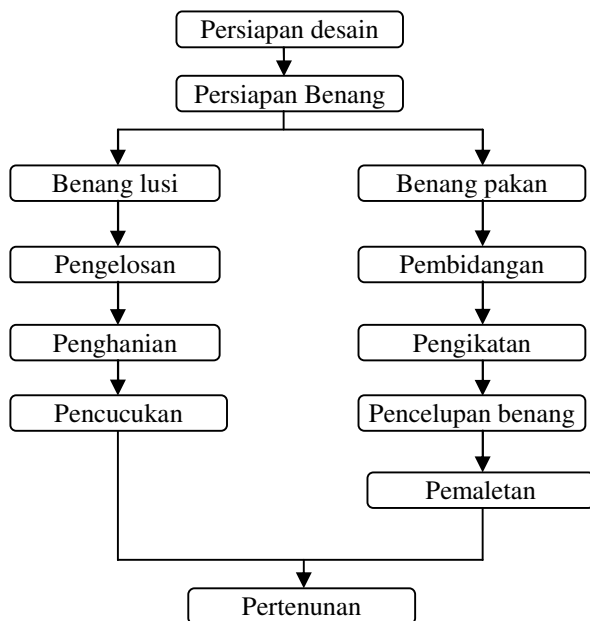 Persiapan desain
Persiapan Benang
Benang lusi
Benang pakan
Pengelosan
Pembidangan
Penghanian
Pengikatan
Pencucukan
Pencelupan benang
Pemaletan
Pertenunan